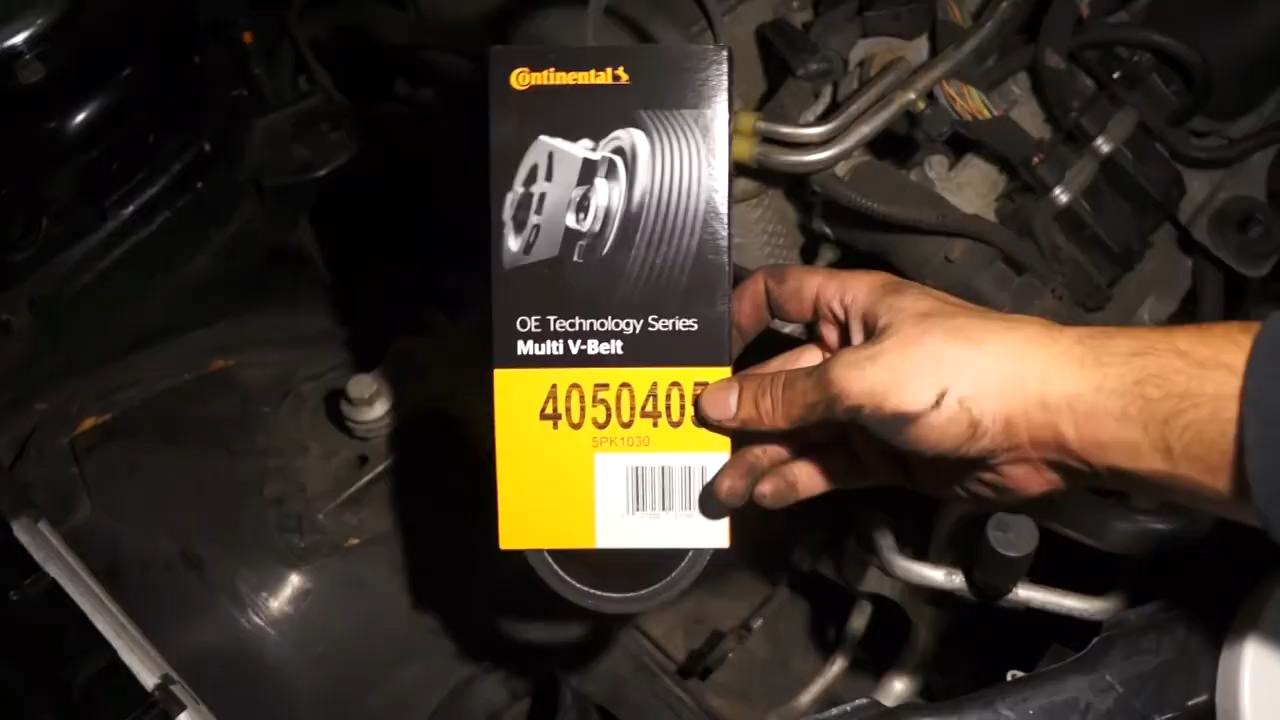 Continental
OE Technology Series
Multi V-Belt
405040
5PK1030